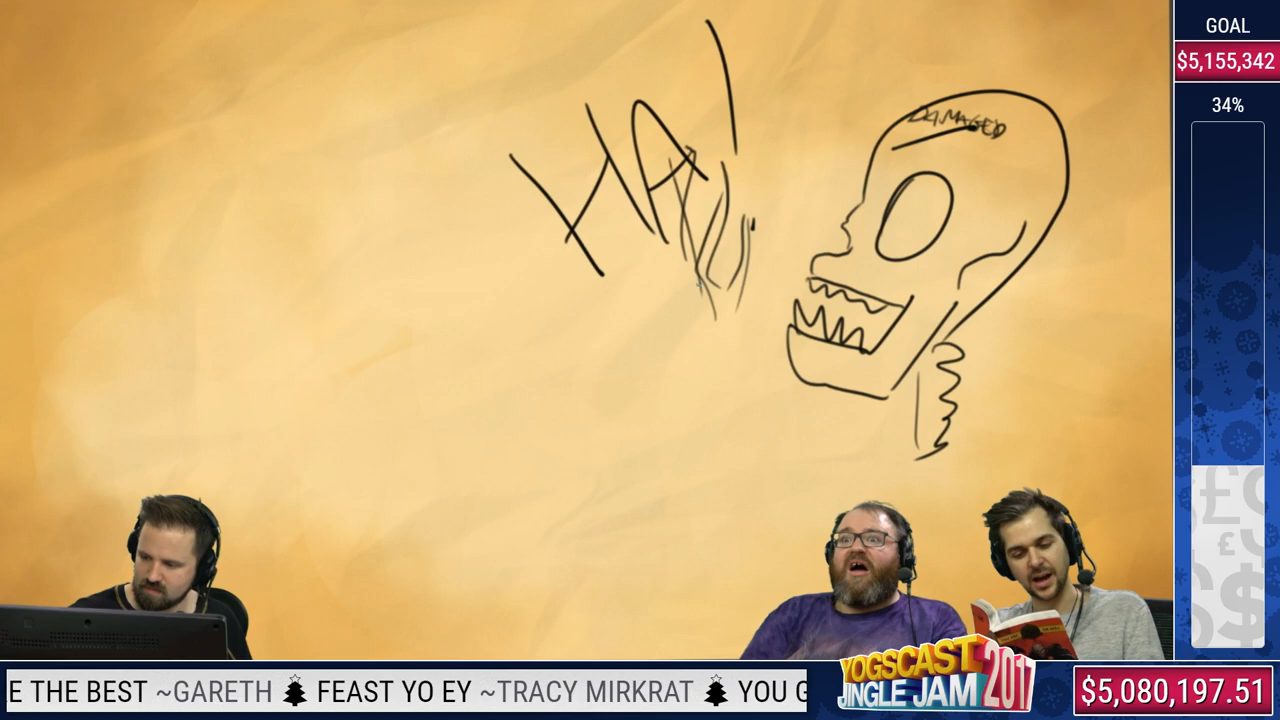 GOAL
$5,155,342
34%
HA!
DAMAGED
E THE BEST ~GARETH FEAST YO EY ~TRACY MIRKRAT YOU G
YOGSCAST
JINGLE JAM 2017
$5,080,197.51